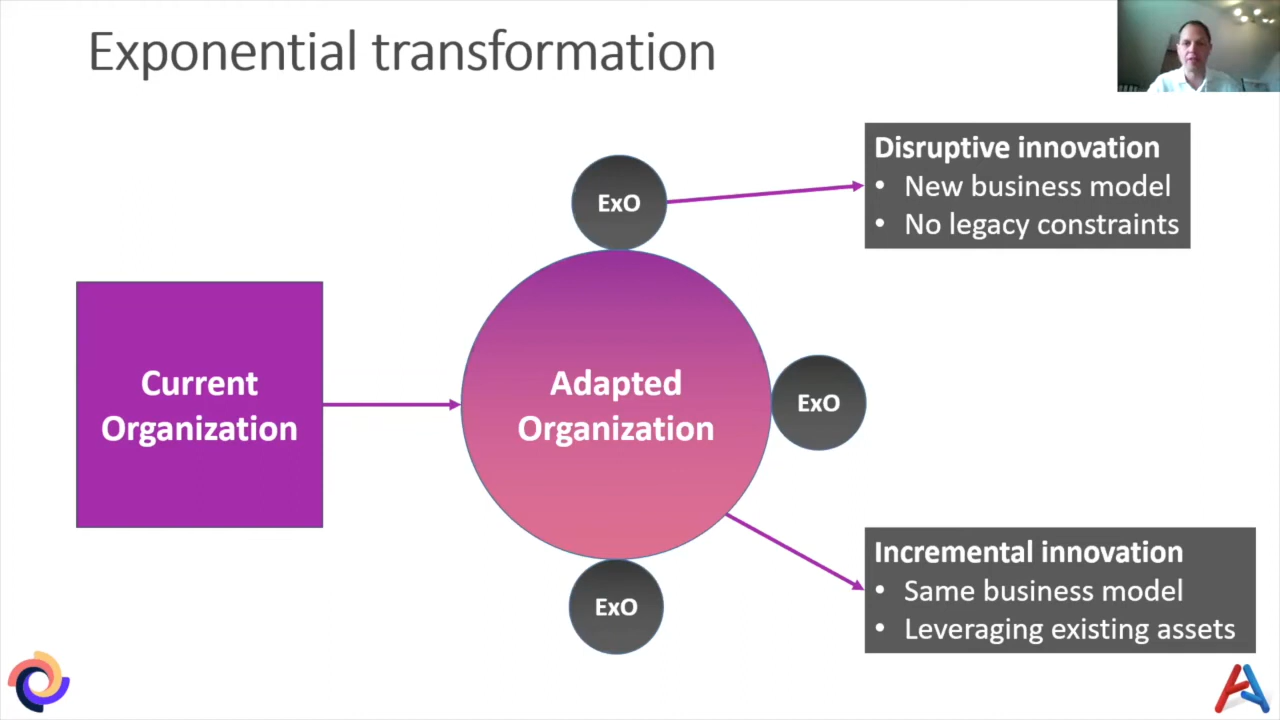 Exponential transformation
ExO
Disruptive innovation
• New business model
• No legacy constraints
Current
Organization
Adapted
Organization
ExO
Incremental innovation
• Same business model
• Leveraging existing assets
ExO